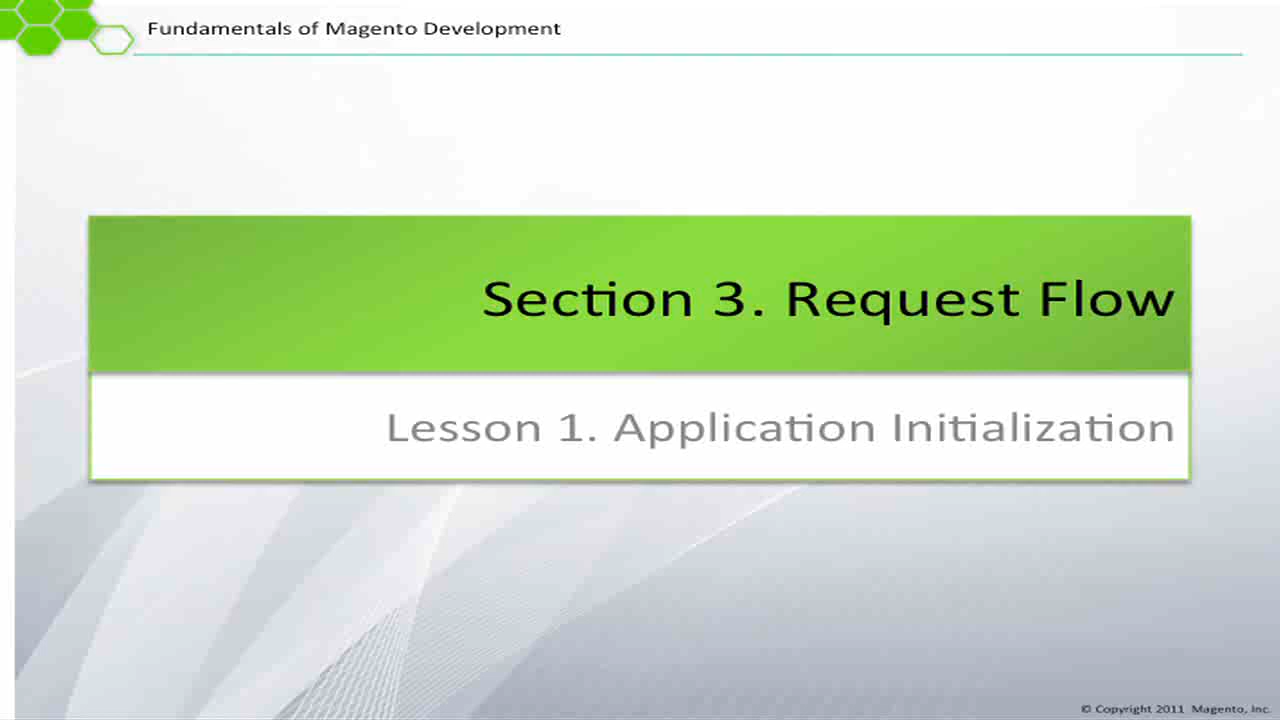 Fundamentals of Magento Development
Section 3. Request Flow
Lesson 1. Application Initialization
© Copyright 2011 Magento, Inc.